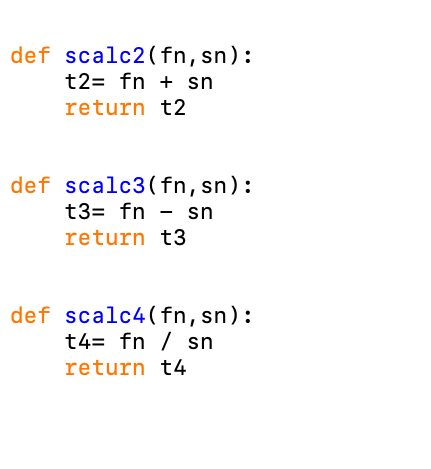 def scalc2(fn,sn):
    t2= fn + sn
    return t2
def scalc3(fn,sn):
    t3= fn - sn
    return t3
def scalc4(fn,sn):
    t4= fn / sn
    return t4